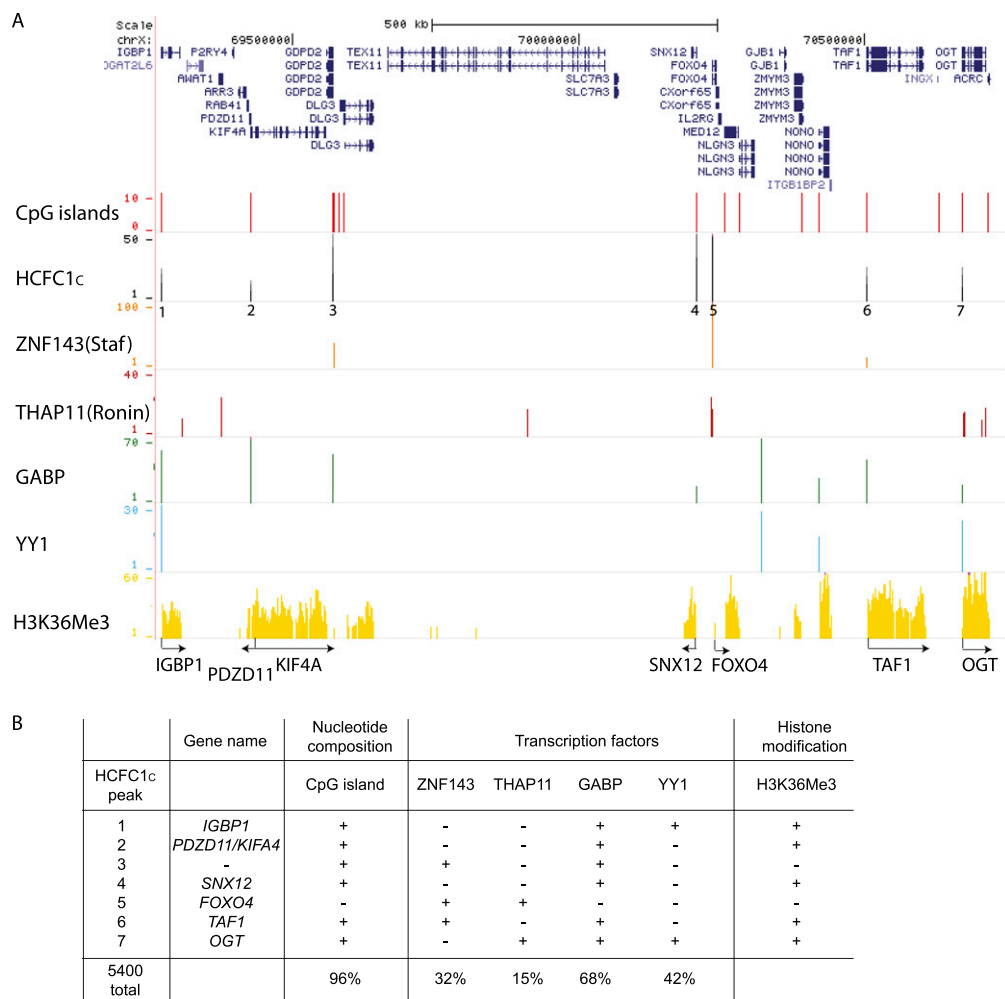 A
Scale 500 kb
chrX: 69500000 70000000 70500000
IGBP1 P2RY4 GDPD2 TEX11 SNX12 GJB1 TAF1 OGT
DGAT2L6 GDPD2 TEX11 FOXO4 GJB1 TAF1 OGT
AWAT1 GDPD2 SLC7A3 FOXO4 ZMYM3 INGX ACRC
ARR3 GDPD2 SLC7A3 CXorf65 ZMYM3
RAB41 DLG3 CXorf65 ZMYM3
PDZD11 DLG3 IL2RG ZMYM3
KIF4A MED12 NONO
DLG3 NLGN3 NONO
NLGN3 NONO
NLGN3 NONO
ITGB1BP2
CpG islands 10 0
HCFC1C 50 1
1 2 3 4 5 6 7
ZNF143(Staf) 100 1
THAP11(Ronin) 40 1
GABP 70 1
YY1 30 1
H3K36Me3 60 1
IGBP1 PDZD11 KIF4A SNX12 FOXO4 TAF1 OGT
B
Gene name Nucleotide composition Transcription factors Histone modification
HCFC1C peak CpG island ZNF143 THAP11 GABP YY1 H3K36Me3
1 IGBP1 + - - + + +
2 PDZD11/KIFA4 + - - + - +
3 - + + - + - -
4 SNX12 + - - + - +
5 FOXO4 - + + - - -
6 TAF1 + + - + - +
7 OGT + - + + + +
5400 total 96% 32% 15% 68% 42%